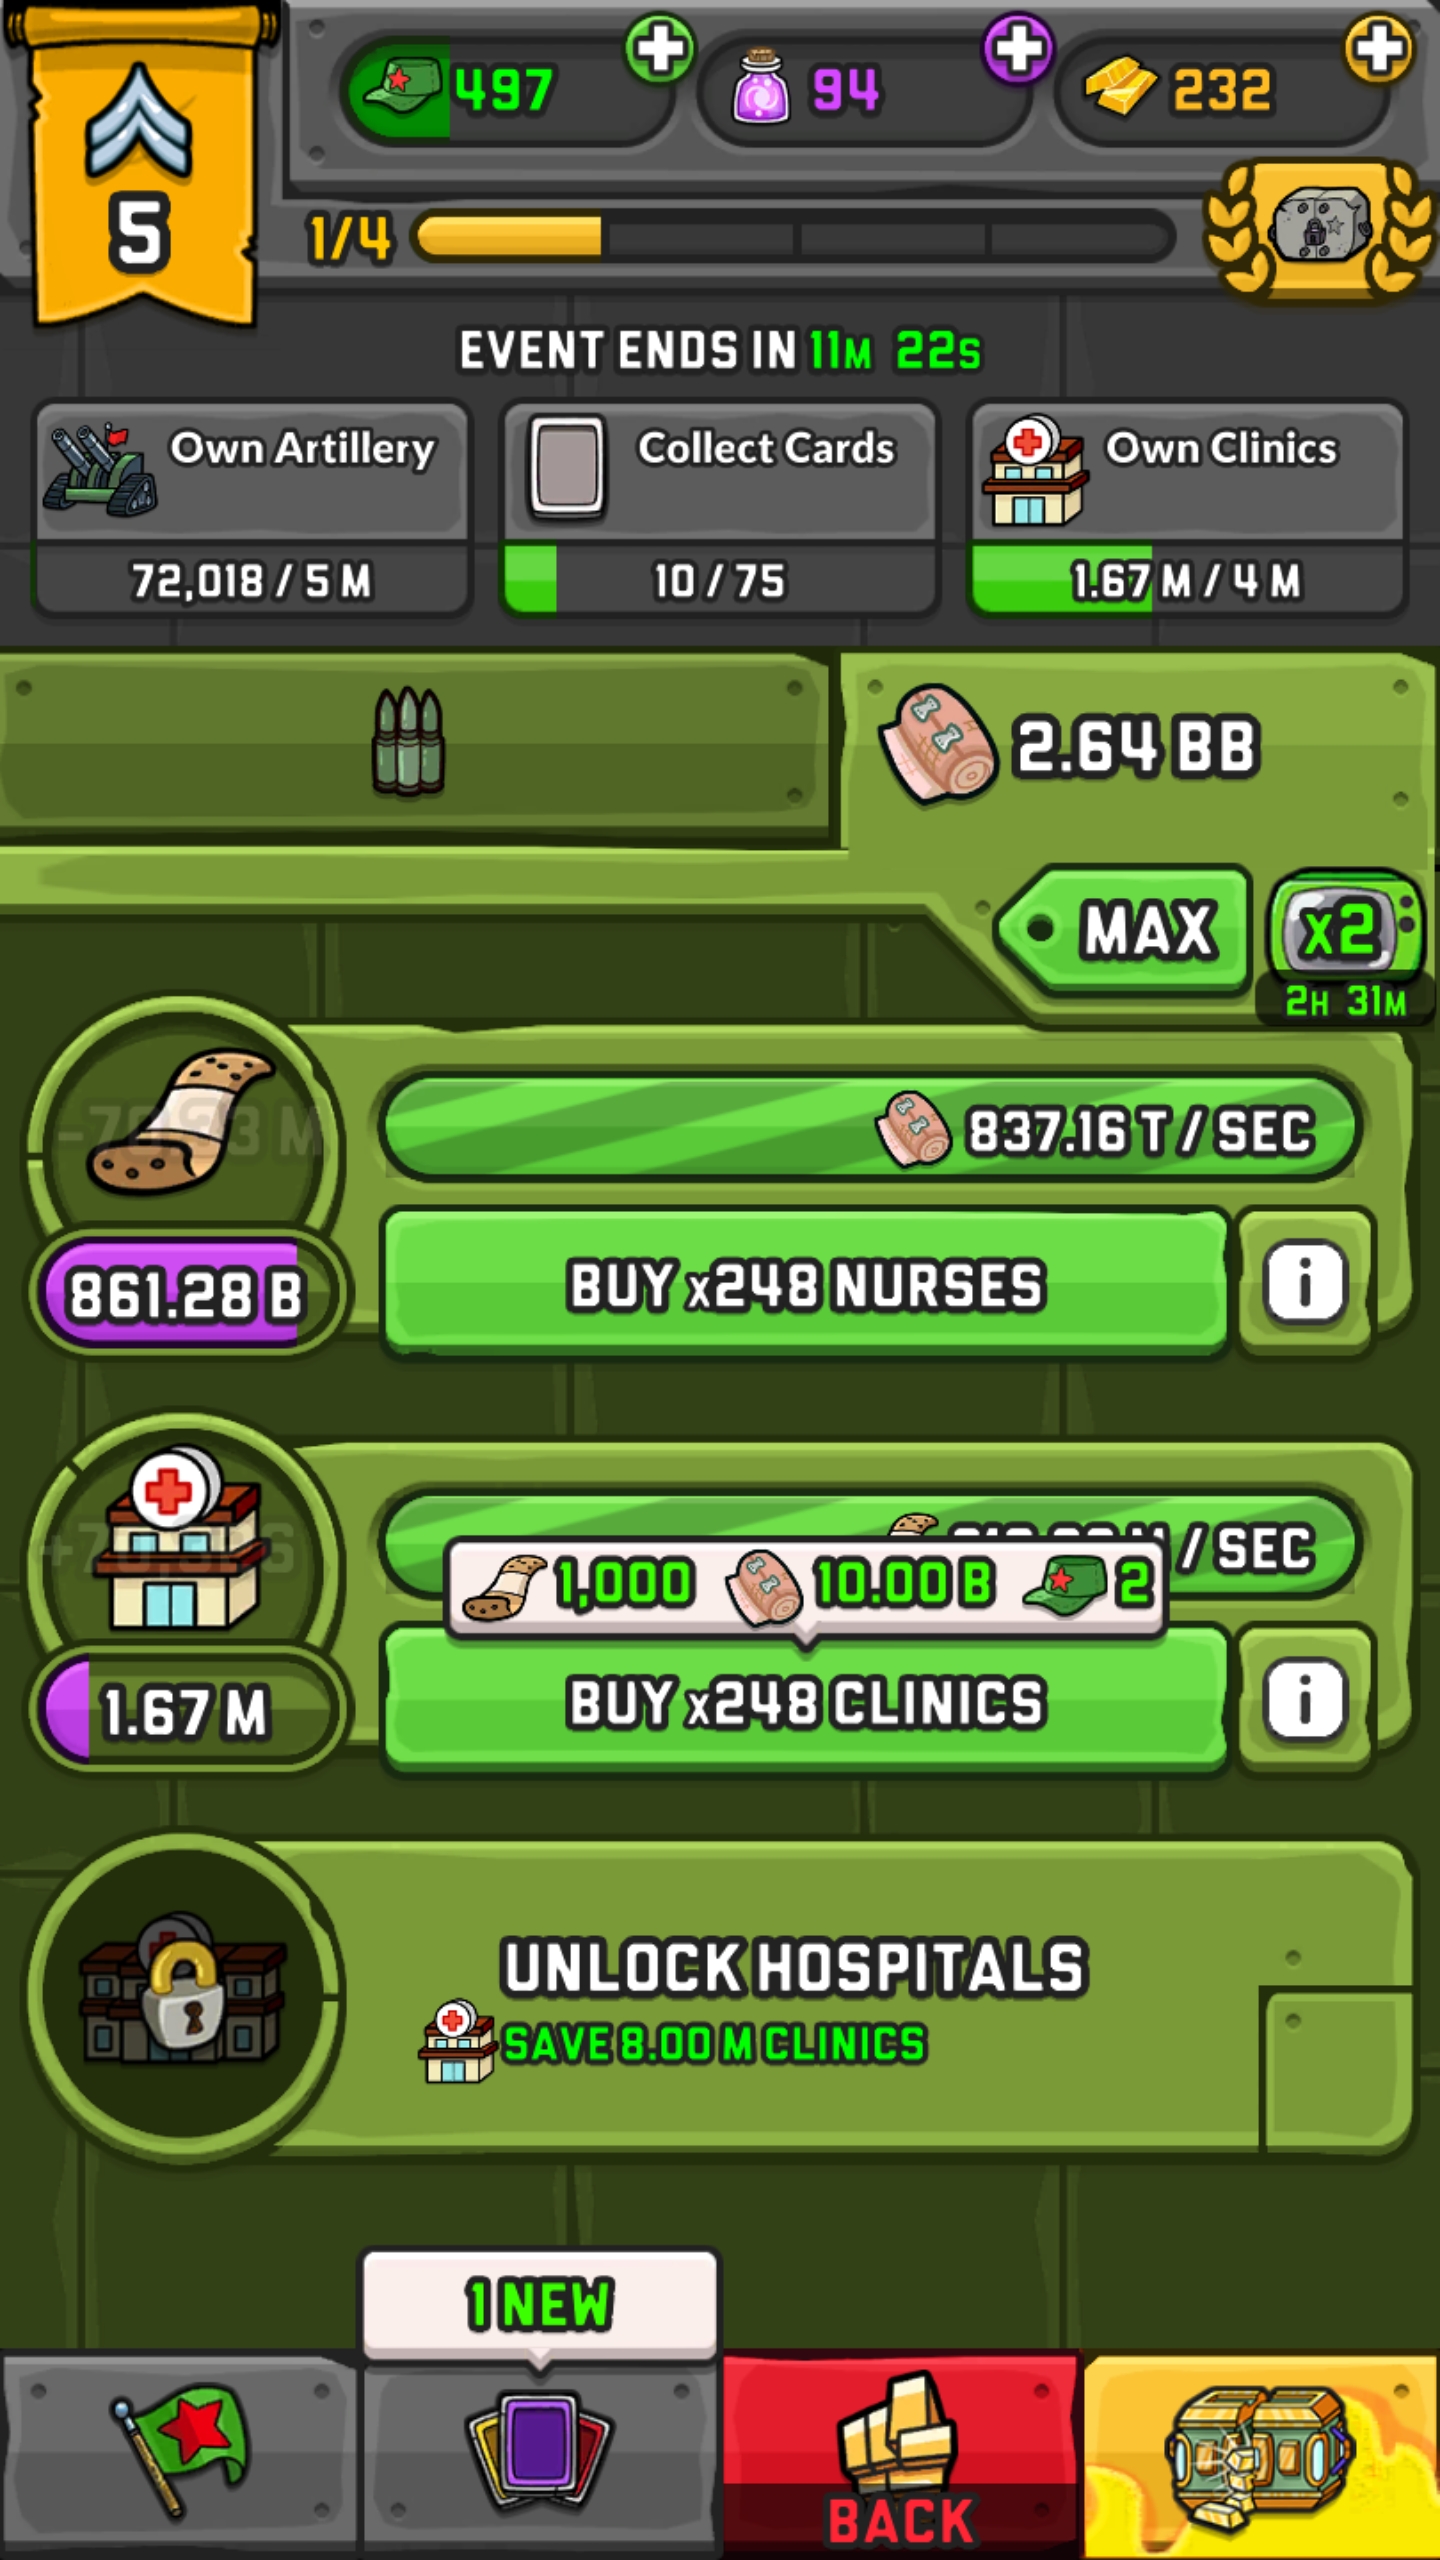 497
94
232
5
1/4
EVENT ENDS IN 11M 22S
Own Artillery
72,018 / 5 M
Collect Cards
10 / 75
Own Clinics
1.67 M / 4 M
2.64 BB
MAX
x2
2H 31M
837.16 T / SEC
861.28 B
BUY x248 NURSES
i
/ SEC
1,000 10.00 B 2
1.67 M
BUY x248 CLINICS
i
UNLOCK HOSPITALS
SAVE 8.00 M CLINICS
1 NEW
BACK